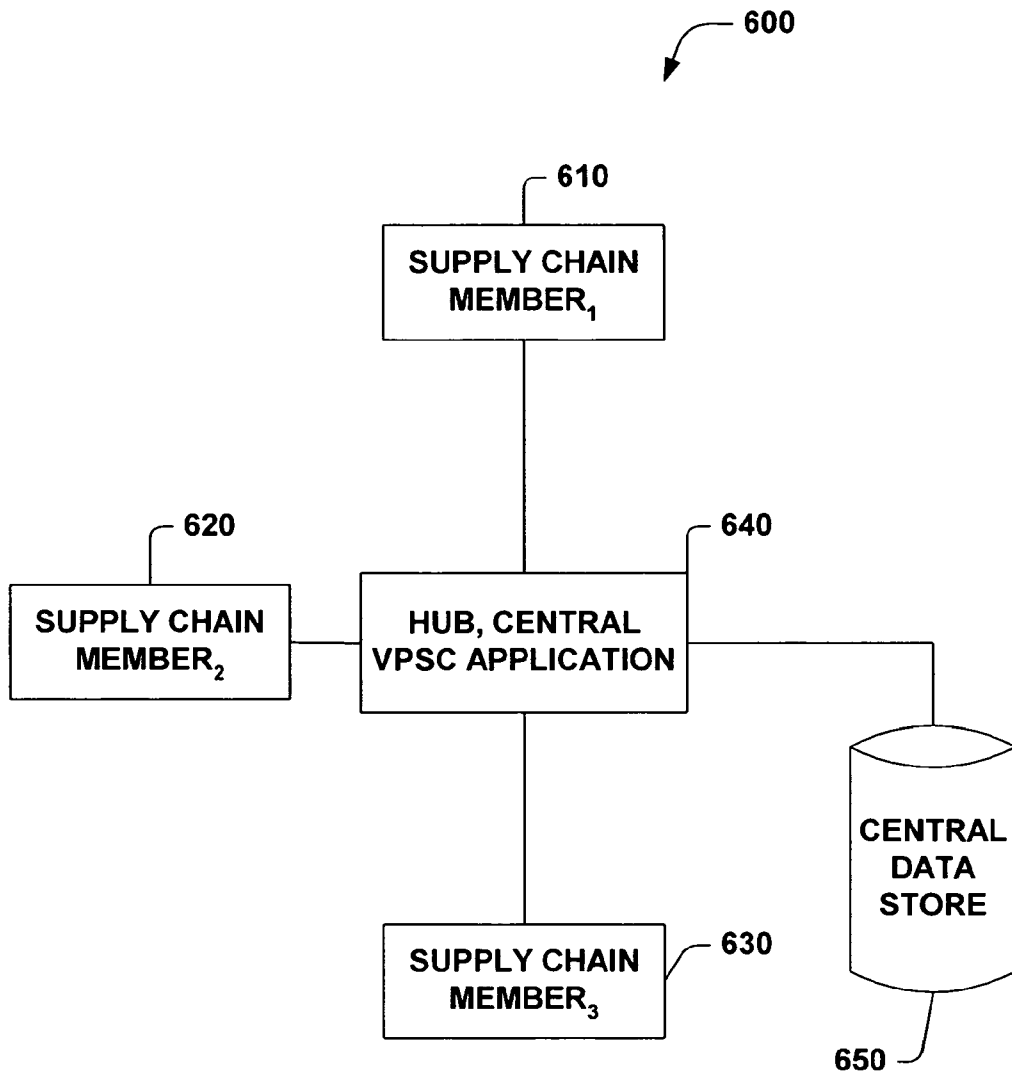 600
610
SUPPLY CHAIN
MEMBER₁
620
SUPPLY CHAIN
MEMBER₂
640
HUB, CENTRAL
VPSC APPLICATION
CENTRAL
DATA
STORE
650
630
SUPPLY CHAIN
MEMBER₃